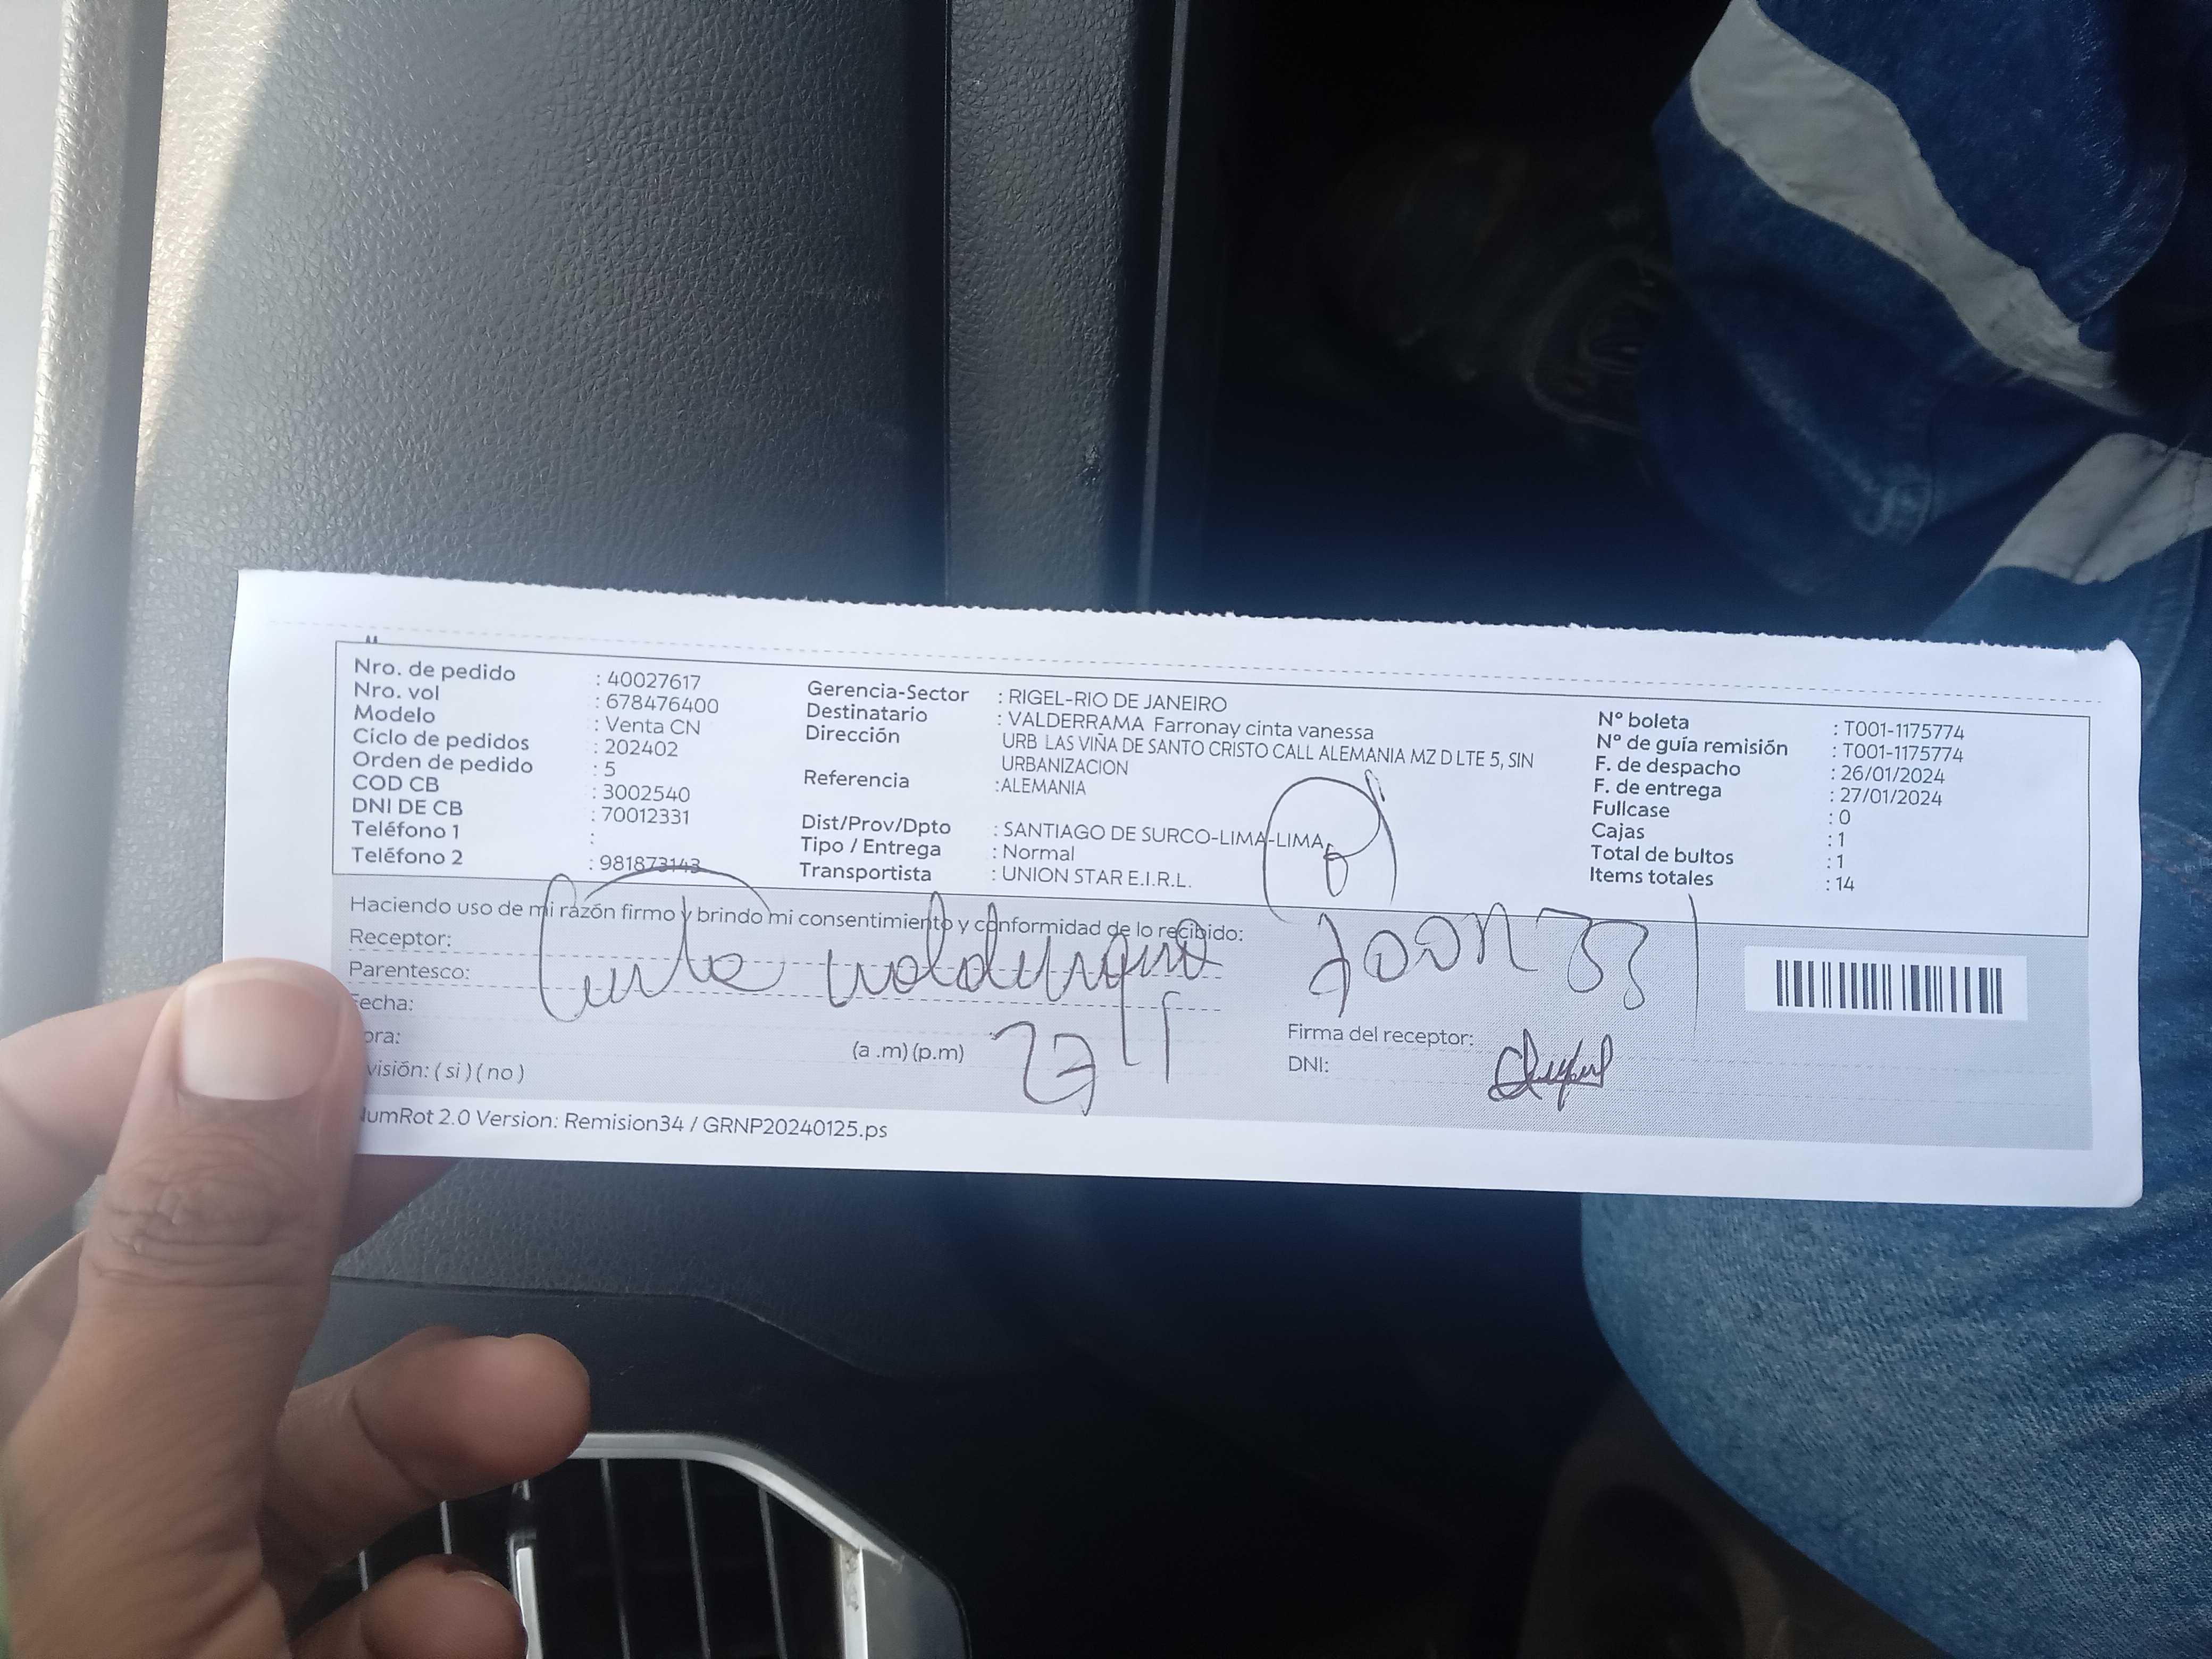 Nro. de pedido : 40027617
Nro. vol : 678476400
Modelo : Venta CN
Ciclo de pedidos : 202402
Orden de pedido : 5
COD CB : 3002540
DNI DE CB : 70012331
Teléfono 1 :
Teléfono 2 : 981873143
Gerencia-Sector : RIGEL-RIO DE JANEIRO
Destinatario : VALDERRAMA Farronay cinta vanessa
Dirección URB LAS VIÑA DE SANTO CRISTO CALL ALEMANIA MZ D LTE 5, SIN
URBANIZACION
Referencia :ALEMANIA
Dist/Prov/Dpto : SANTIAGO DE SURCO-LIMA-LIMA
Tipo / Entrega : Normal
Transportista : UNION STAR E.I.R.L.
N° boleta : T001-1175774
N° de guía remisión : T001-1175774
F. de despacho : 26/01/2024
F. de entrega : 27/01/2024
Fullcase : 0
Cajas : 1
Total de bultos : 1
Items totales : 14
Haciendo uso de mi razón firmo y brindo mi consentimiento y conformidad de lo recibido:
Receptor:
Parentesco:
Fecha:
ora:
(a .m) (p.m)
visión: ( si ) ( no )
Firma del receptor:
DNI:
umRot 2.0 Version: Remision34 / GRNP20240125.ps